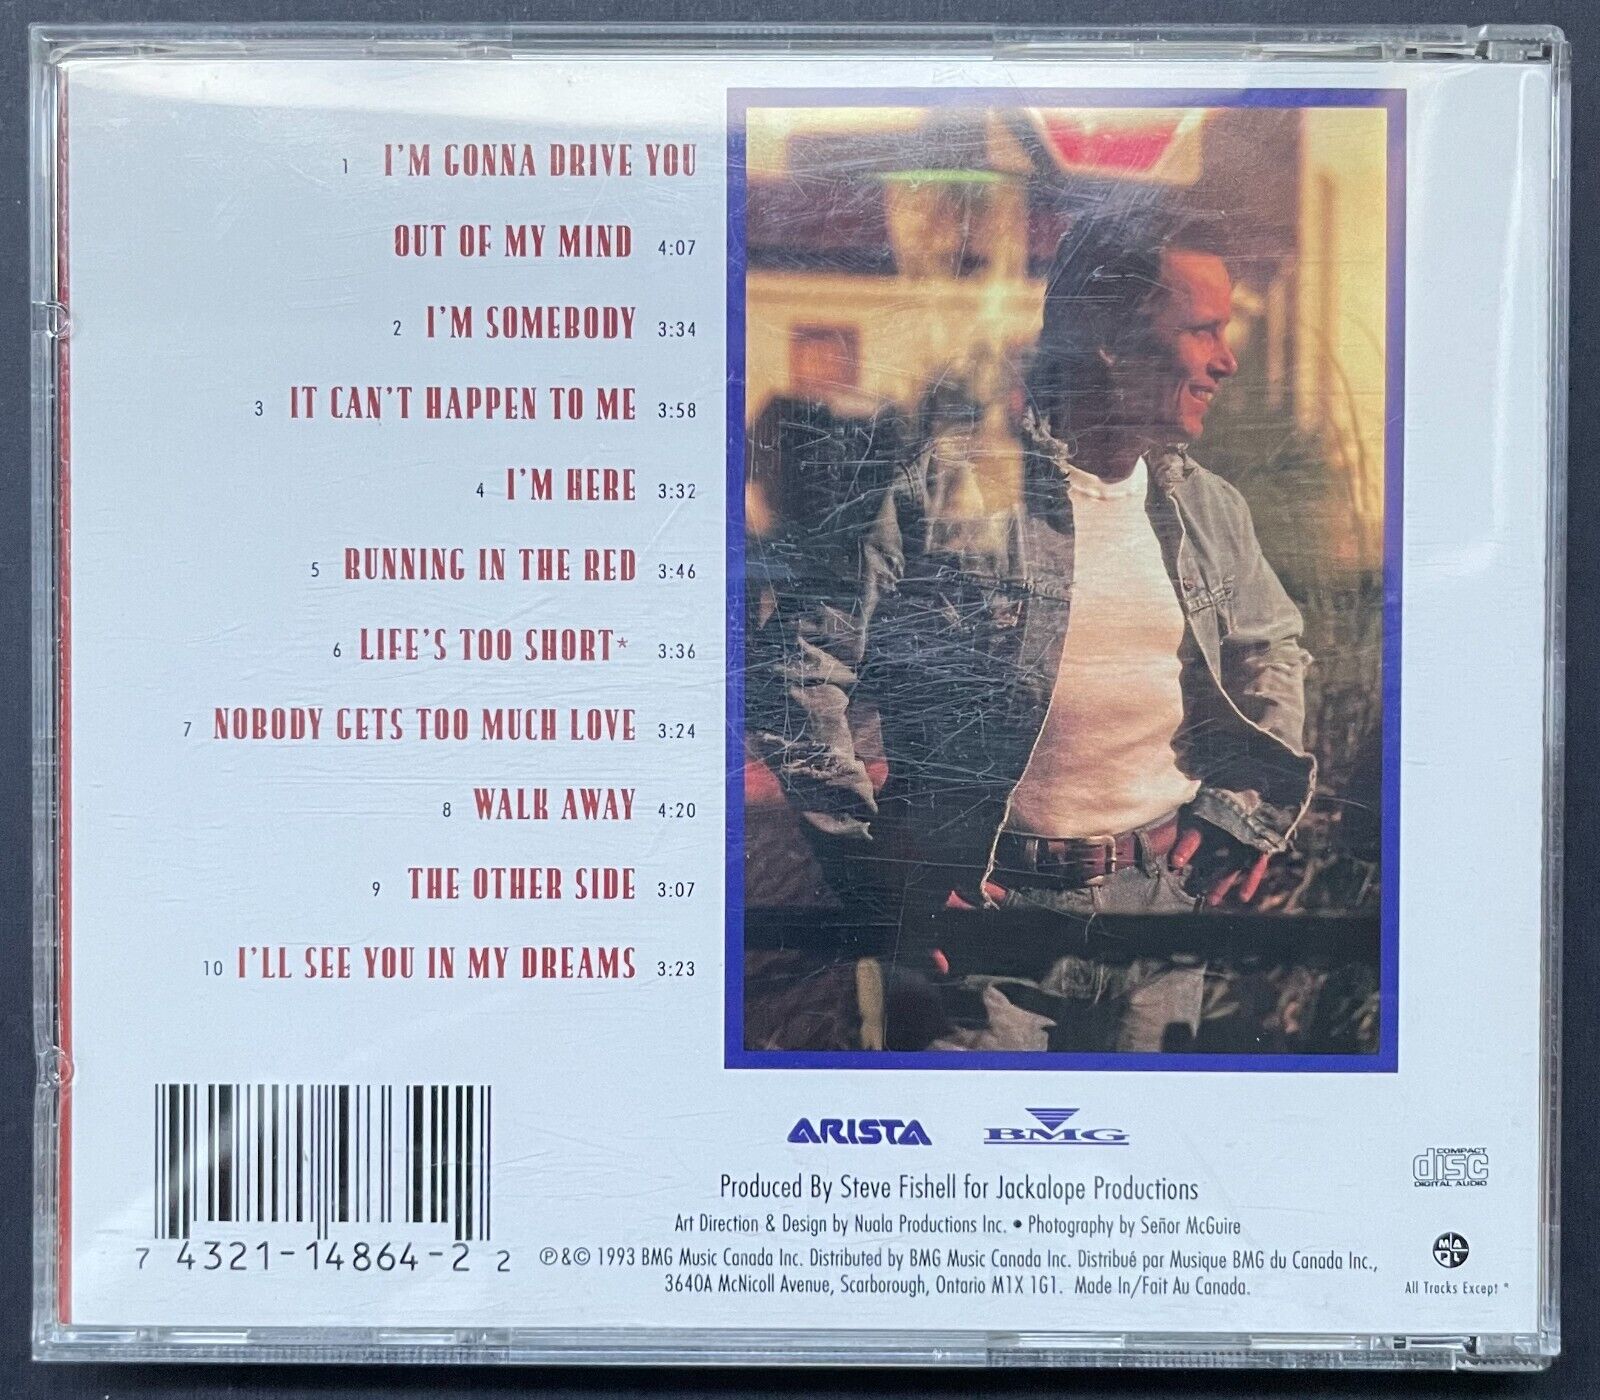 1 I'M GONNA DRIVE YOU
OUT OF MY MIND 4:07
2 I'M SOMEBODY 3:34
3 IT CAN'T HAPPEN TO ME 3:58
4 I'M HERE 3:32
5 RUNNING IN THE RED 3:46
6 LIFE'S TOO SHORT* 3:36
7 NOBODY GETS TOO MUCH LOVE 3:24
8 WALK AWAY 4:20
9 THE OTHER SIDE 3:07
10 I'LL SEE YOU IN MY DREAMS 3:23
ARISTA BMG
COMPACT
disc
DIGITAL AUDIO
Produced By Steve Fishell for Jackalope Productions
Art Direction & Design by Nuala Productions Inc. • Photography by Señor McGuire
7 4321-14864-2 2
℗&© 1993 BMG Music Canada Inc. Distributed by BMG Music Canada Inc. Distribué par Musique BMG du Canada Inc.,
3640A McNicoll Avenue, Scarborough, Ontario M1X 1G1. Made In/Fait Au Canada.
M A
P L
All Tracks Except *